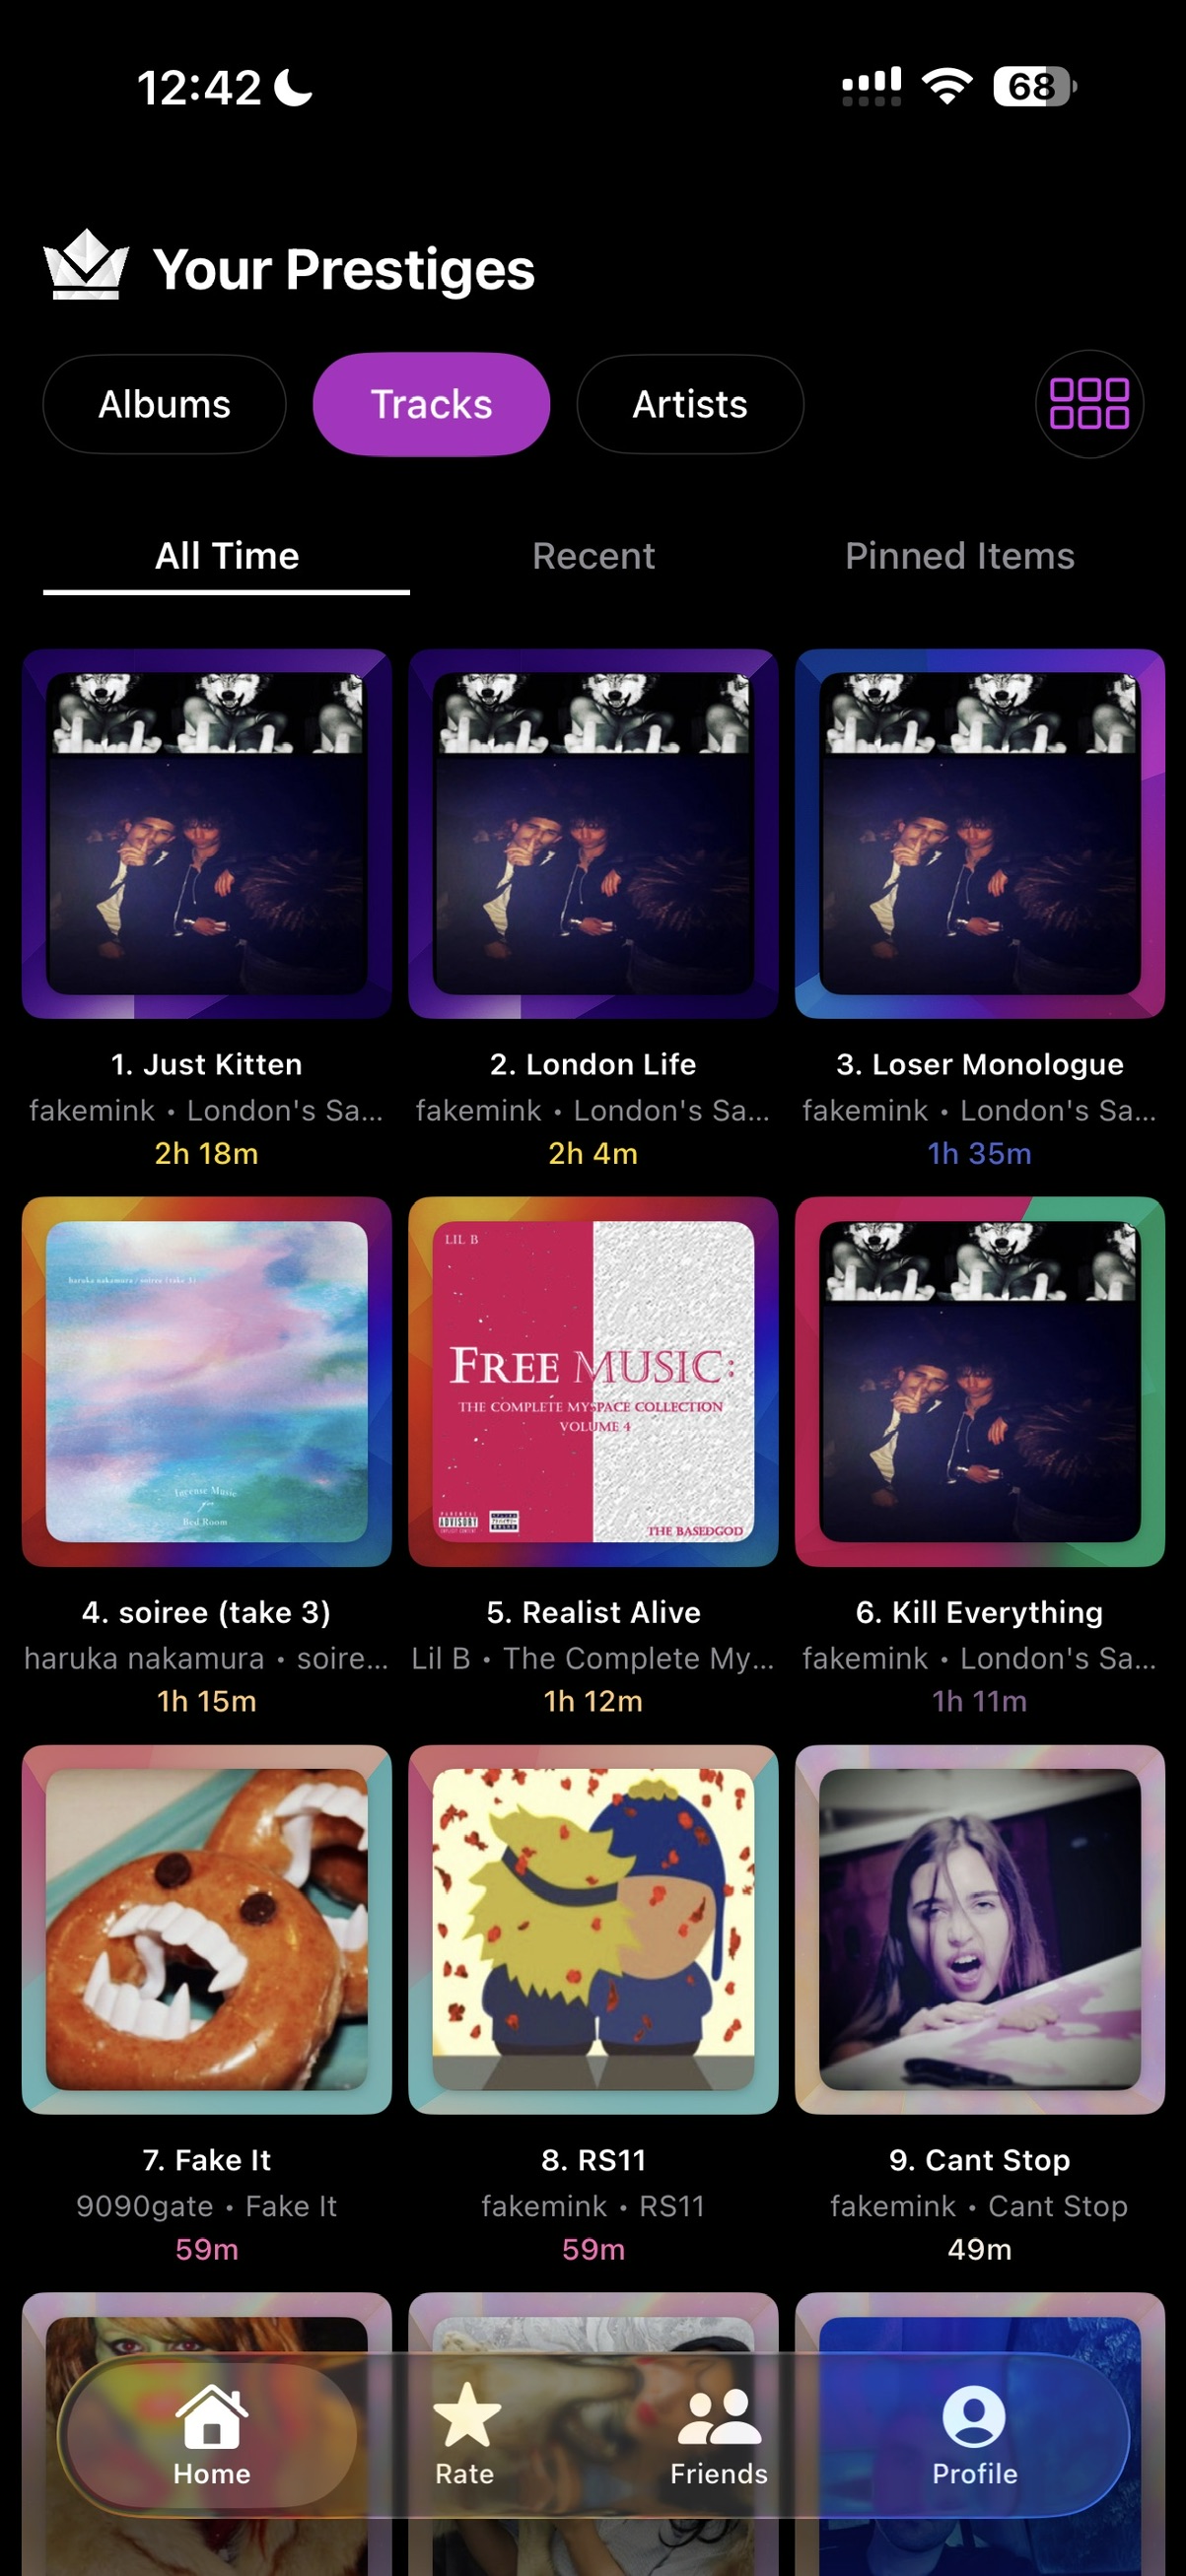 12:42
68
Your Prestiges
Albums
Tracks
Artists
All Time
Recent
Pinned Items
1. Just Kitten
fakemink • London's Sa...
2h 18m
2. London Life
fakemink • London's Sa...
2h 4m
3. Loser Monologue
fakemink • London's Sa...
1h 35m
haruka nakamura / soiree (take 3)
Incense Music
for
Bed Room
4. soiree (take 3)
haruka nakamura • soire...
1h 15m
LIL B
FREE MUSIC:
THE COMPLETE MYSPACE COLLECTION
VOLUME 4
PARENTAL
ADVISORY
EXPLICIT CONTENT
THE BASEDGOD
5. Realist Alive
Lil B • The Complete My...
1h 12m
6. Kill Everything
fakemink • London's Sa...
1h 11m
7. Fake It
9090gate • Fake It
59m
8. RS11
fakemink • RS11
59m
9. Cant Stop
fakemink • Cant Stop
49m
Home
Rate
Friends
Profile